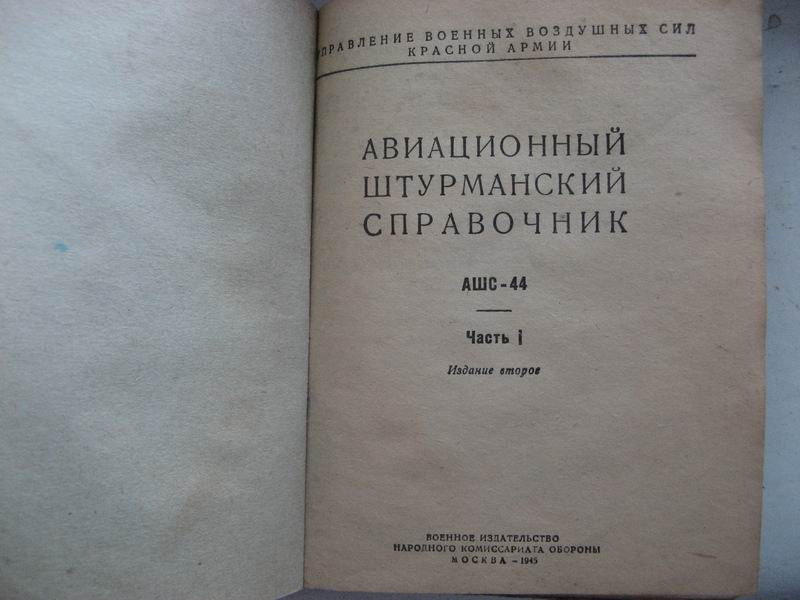 УПРАВЛЕНИЕ ВОЕННЫХ ВОЗДУШНЫХ СИЛ
КРАСНОЙ АРМИИ
АВИАЦИОННЫЙ
ШТУРМАНСКИЙ
СПРАВОЧНИК
АШС-44
Часть i
Издание второе
ВОЕННОЕ ИЗДАТЕЛЬСТВО
НАРОДНОГО КОМИССАРИАТА ОБОРОНЫ
МОСКВА - 1945